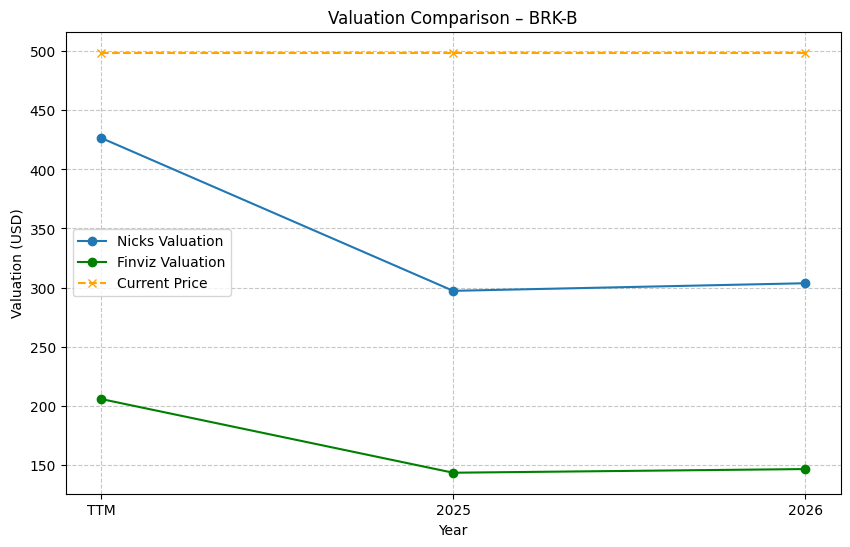 Valuation Comparison – BRK-B
500
450
400
350
300
250
200
150
Valuation (USD)
Nicks Valuation
Finviz Valuation
Current Price
TTM
2025
2026
Year